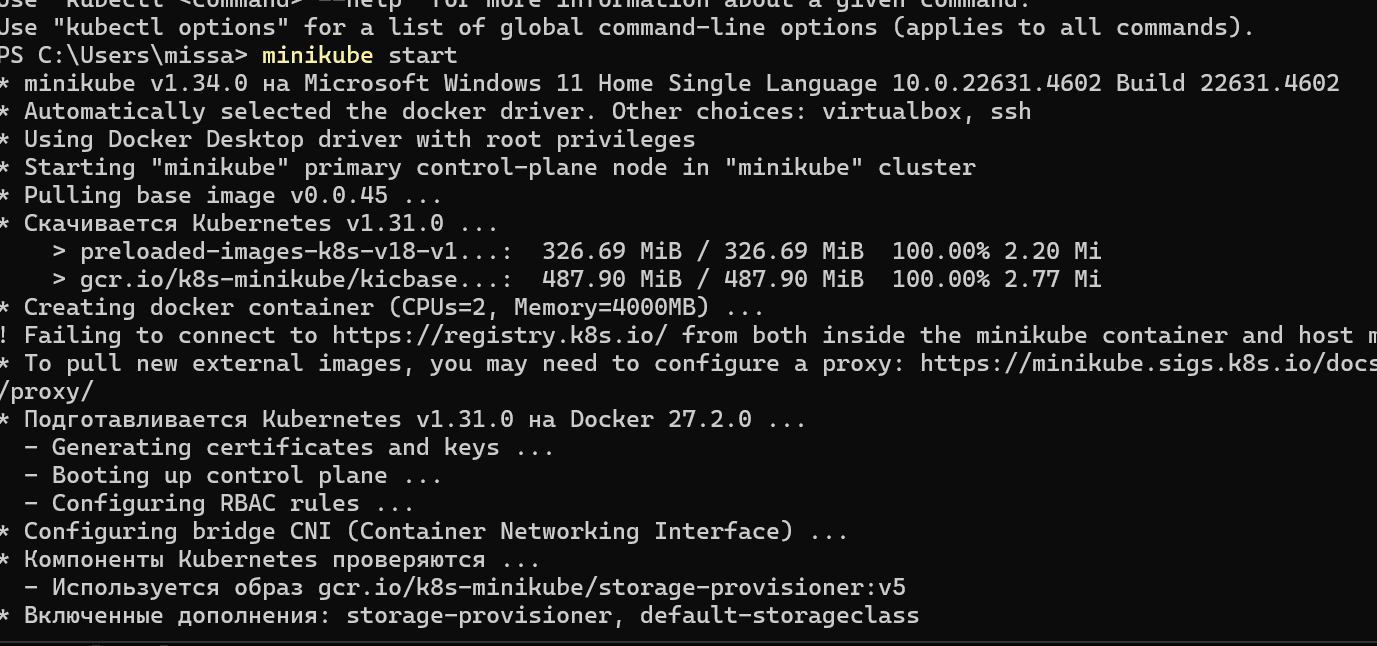 Use "kubectl <command> --help" for more information about a given command.
Use "kubectl options" for a list of global command-line options (applies to all commands).
PS C:\Users\missa> minikube start
* minikube v1.34.0 на Microsoft Windows 11 Home Single Language 10.0.22631.4602 Build 22631.4602
* Automatically selected the docker driver. Other choices: virtualbox, ssh
* Using Docker Desktop driver with root privileges
* Starting "minikube" primary control-plane node in "minikube" cluster
* Pulling base image v0.0.45 ...
* Скачивается Kubernetes v1.31.0 ...
    > preloaded-images-k8s-v18-v1...:  326.69 MiB / 326.69 MiB  100.00% 2.20 Mi
    > gcr.io/k8s-minikube/kicbase...:  487.90 MiB / 487.90 MiB  100.00% 2.77 Mi
* Creating docker container (CPUs=2, Memory=4000MB) ...
! Failing to connect to https://registry.k8s.io/ from both inside the minikube container and host m
* To pull new external images, you may need to configure a proxy: https://minikube.sigs.k8s.io/docs
/proxy/
* Подготавливается Kubernetes v1.31.0 на Docker 27.2.0 ...
  - Generating certificates and keys ...
  - Booting up control plane ...
  - Configuring RBAC rules ...
* Configuring bridge CNI (Container Networking Interface) ...
* Компоненты Kubernetes проверяются ...
  - Используется образ gcr.io/k8s-minikube/storage-provisioner:v5
* Включенные дополнения: storage-provisioner, default-storageclass